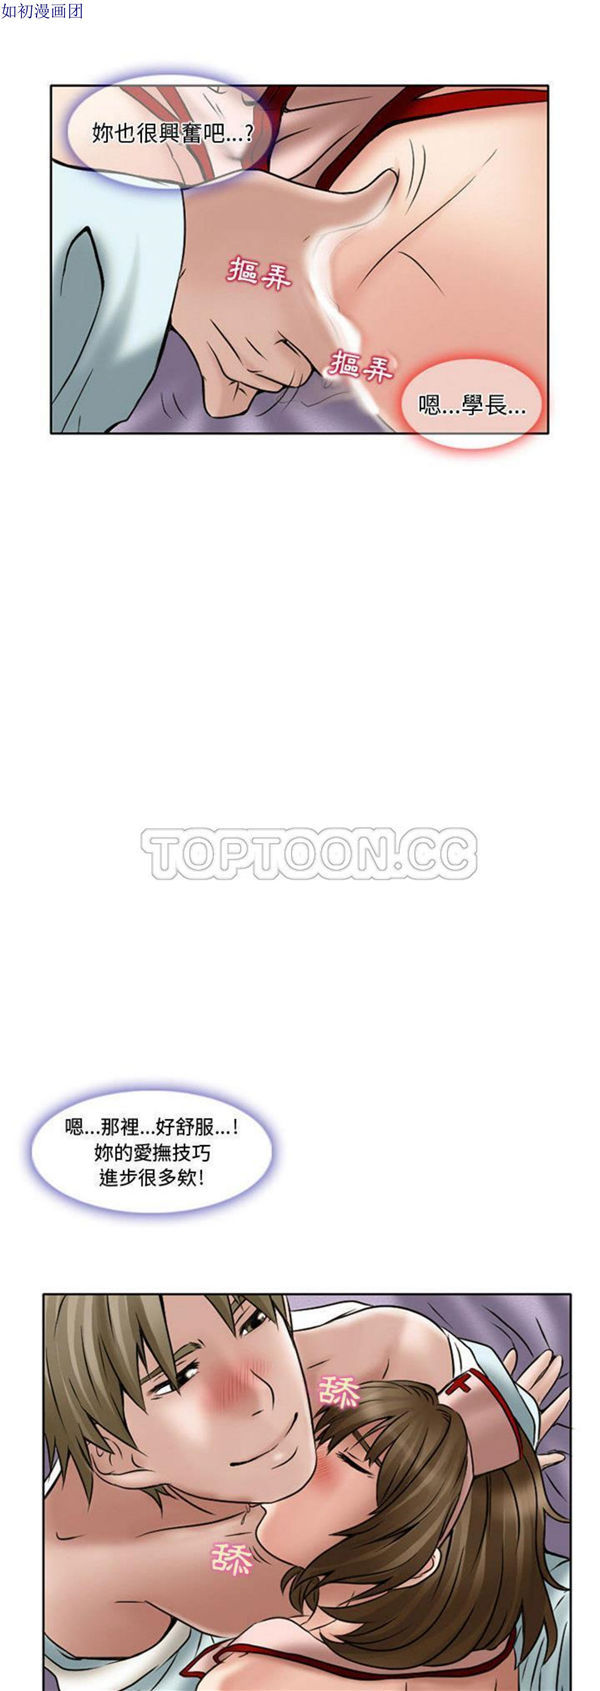 如初漫画团
妳也很興奮吧...?
摳弄
摳弄
嗯...學長...
TOPTOON.CC
嗯...那裡...好舒服...!
妳的愛撫技巧
進步很多欸!
舔
舔